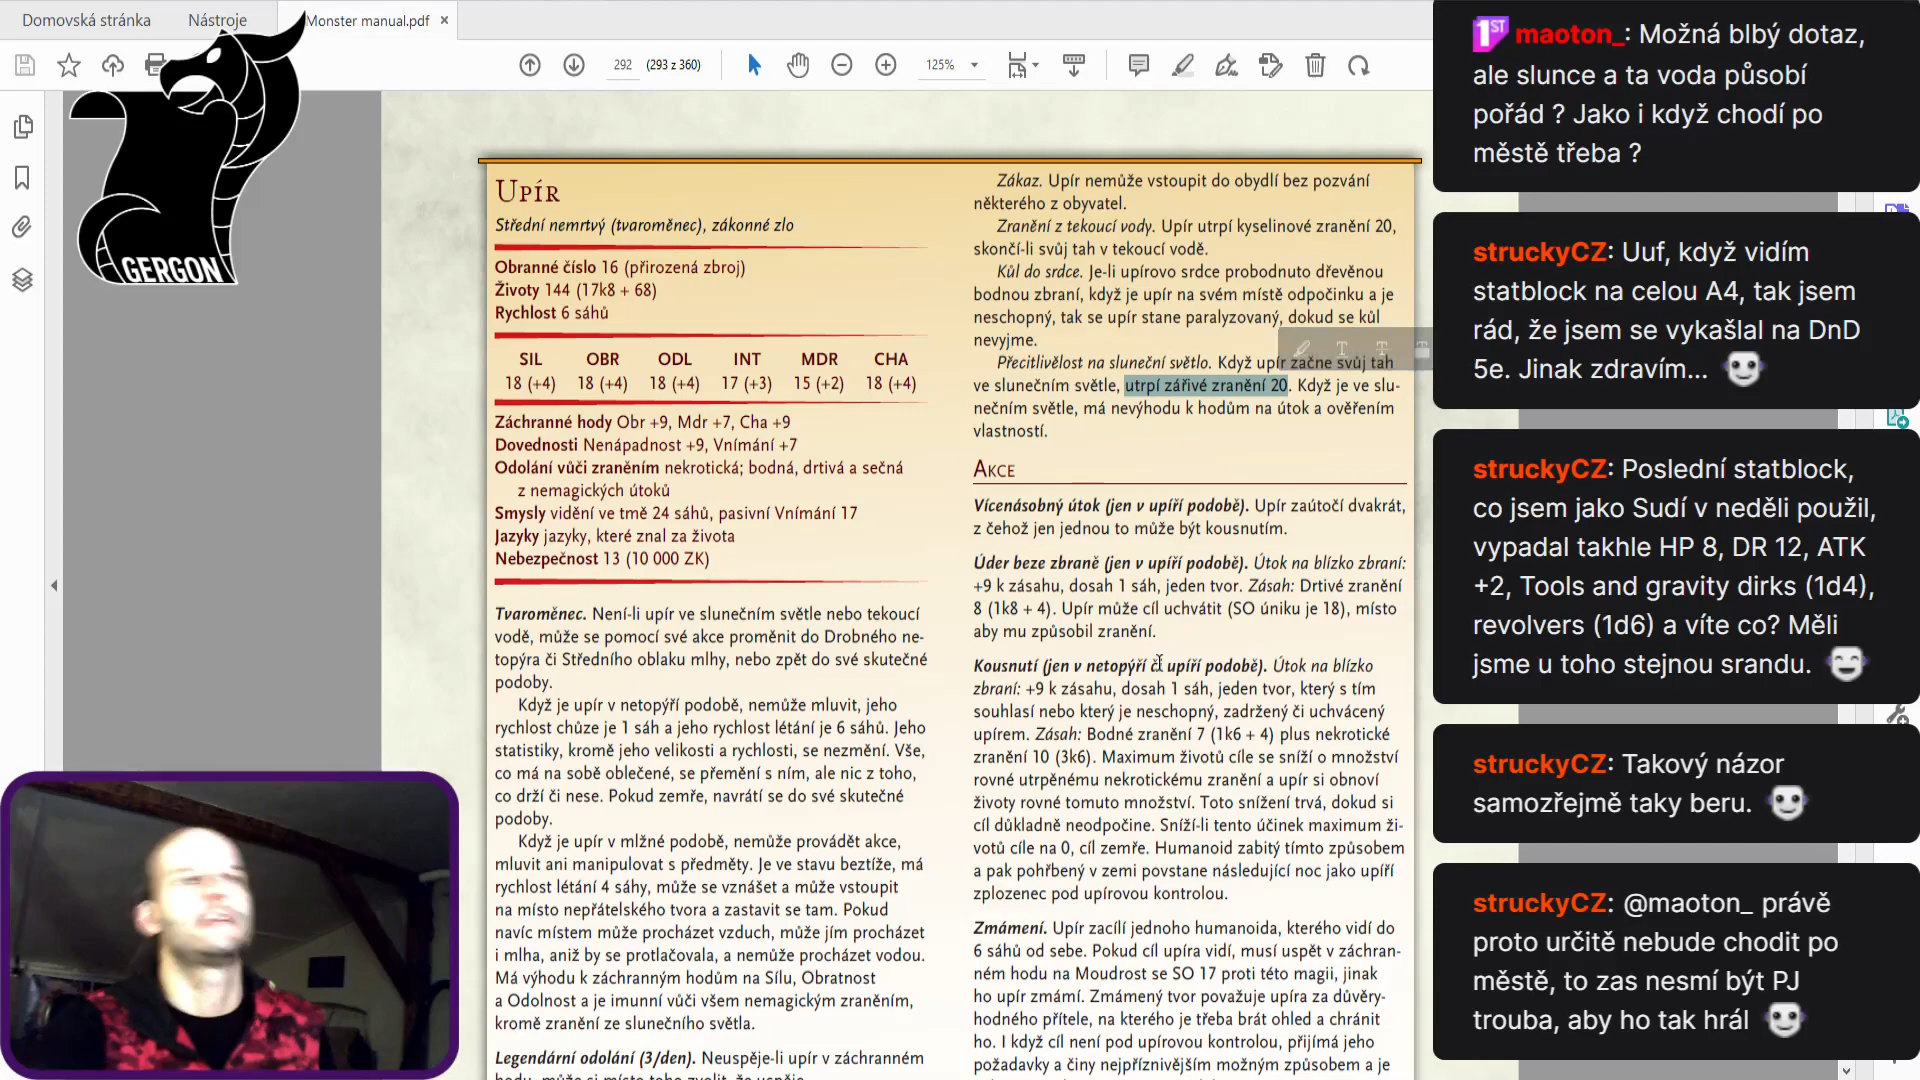 Domovská stránka
Nástroje
Monster manual.pdf
292
(293 z 360)
125%
GERGON
Upír
Střední nemrtvý (tvaroměnec), zákonné zlo
Obranné číslo 16 (přirozená zbroj)
Životy 144 (17k8 + 68)
Rychlost 6 sáhů
SIL OBR ODL INT MDR CHA
18 (+4) 18 (+4) 18 (+4) 17 (+3) 15 (+2) 18 (+4)
Záchranné hody Obr +9, Mdr +7, Cha +9
Dovednosti Nenápadnost +9, Vnímání +7
Odolání vůči zraněním nekrotická; bodná, drtivá a sečná
z nemagických útoků
Smysly vidění ve tmě 24 sáhů, pasivní Vnímání 17
Jazyky jazyky, které znal za života
Nebezpečnost 13 (10 000 ZK)
Tvaroměnec. Není-li upír ve slunečním světle nebo tekoucí
vodě, může se pomocí své akce proměnit do Drobného ne-
topýra či Středního oblaku mlhy, nebo zpět do své skutečné
podoby.
Když je upír v netopýří podobě, nemůže mluvit, jeho
rychlost chůze je 1 sáh a jeho rychlost létání je 6 sáhů. Jeho
statistiky, kromě jeho velikosti a rychlosti, se nezmění. Vše,
co má na sobě oblečené, se přemění s ním, ale nic z toho,
co drží či nese. Pokud zemře, navrátí se do své skutečné
podoby.
Když je upír v mlžné podobě, nemůže provádět akce,
mluvit ani manipulovat s předměty. Je ve stavu beztíže, má
rychlost létání 4 sáhy, může se vznášet a může vstoupit
na místo nepřátelského tvora a zastavit se tam. Pokud
navíc místem může procházet vzduch, může jím procházet
i mlha, aniž by se protlačovala, a nemůže procházet vodou.
Má výhodu k záchranným hodům na Sílu, Obratnost
a Odolnost a je imunní vůči všem nemagickým zraněním,
kromě zranění ze slunečního světla.
Legendární odolání (3/den). Neuspěje-li upír v záchranném
hodu, může si místo toho zvolit, že uspěje.
Zákaz. Upír nemůže vstoupit do obydlí bez pozvání
některého z obyvatel.
Zranění z tekoucí vody. Upír utrpí kyselinové zranění 20,
skončí-li svůj tah v tekoucí vodě.
Kůl do srdce. Je-li upírovo srdce probodnuto dřevěnou
bodnou zbraní, když je upír na svém místě odpočinku a je
neschopný, tak se upír stane paralyzovaný, dokud se kůl
nevyjme.
Přecitlivělost na sluneční světlo. Když upír začne svůj tah
ve slunečním světle, utrpí zářivé zranění 20. Když je ve slu-
nečním světle, má nevýhodu k hodům na útok a ověřením
vlastností.
Akce
Vícenásobný útok (jen v upíří podobě). Upír zaútočí dvakrát,
z čehož jen jednou to může být kousnutím.
Úder beze zbraně (jen v upíří podobě). Útok na blízko zbraní:
+9 k zásahu, dosah 1 sáh, jeden tvor. Zásah: Drtivé zranění
8 (1k8 + 4). Upír může cíl uchvátit (SO úniku je 18), místo
aby mu způsobil zranění.
Kousnutí (jen v netopýří či upíří podobě). Útok na blízko
zbraní: +9 k zásahu, dosah 1 sáh, jeden tvor, který s tím
souhlasí nebo který je neschopný, zadržený či uchvácený
upírem. Zásah: Bodné zranění 7 (1k6 + 4) plus nekrotické
zranění 10 (3k6). Maximum životů cíle se sníží o množství
rovné utrpěnému nekrotickému zranění a upír si obnoví
životy rovné tomuto množství. Toto snížení trvá, dokud si
cíl důkladně neodpočine. Sníží-li tento účinek maximum ži-
votů cíle na 0, cíl zemře. Humanoid zabitý tímto způsobem
a pak pohřbený v zemi povstane následující noc jako upíří
zplozenec pod upírovou kontrolou.
Zmámení. Upír zacílí jednoho humanoida, kterého vidí do
6 sáhů od sebe. Pokud cíl upíra vidí, musí uspět v záchran-
ném hodu na Moudrost se SO 17 proti této magii, jinak
ho upír zmámí. Zmámený tvor považuje upíra za důvěry-
hodného přítele, na kterého je třeba brát ohled a chránit
ho. I když cíl není pod upírovou kontrolou, přijímá jeho
požadavky a činy nejpříznivějším možným způsobem a je
1ST maoton_: Možná blbý dotaz,
ale slunce a ta voda působí
pořád ? Jako i když chodí po
městě třeba ?
struckyCZ: Uuf, když vidím
statblock na celou A4, tak jsem
rád, že jsem se vykašlal na DnD
5e. Jinak zdravím...
struckyCZ: Poslední statblock,
co jsem jako Sudí v neděli použil,
vypadal takhle HP 8, DR 12, ATK
+2, Tools and gravity dirks (1d4),
revolvers (1d6) a víte co? Měli
jsme u toho stejnou srandu.
struckyCZ: Takový názor
samozřejmě taky beru.
struckyCZ: @maoton_ právě
proto určitě nebude chodit po
městě, to zas nesmí být PJ
trouba, aby ho tak hrál